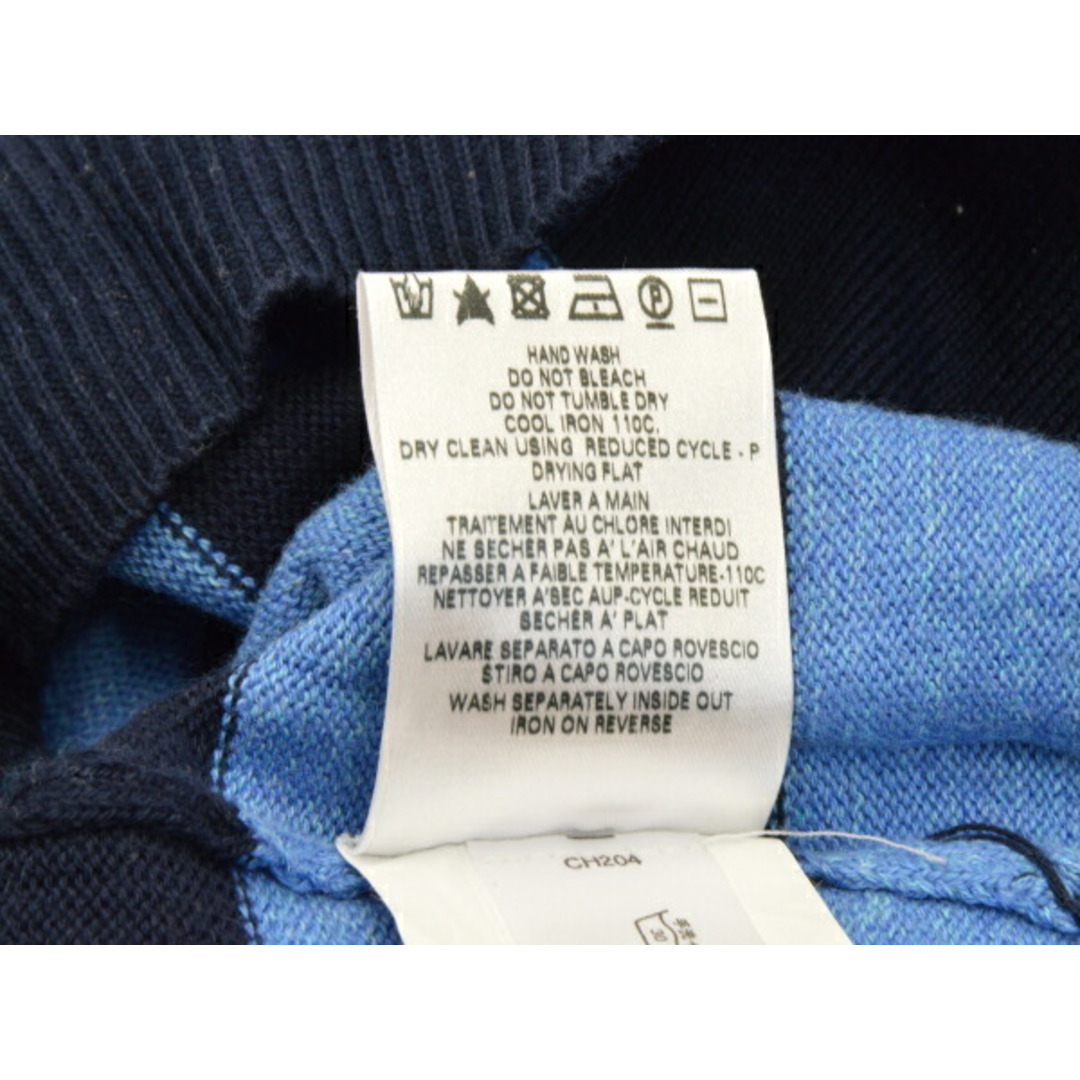 P
HAND WASH
DO NOT BLEACH
DO NOT TUMBLE DRY
COOL IRON 110C.
DRY CLEAN USING REDUCED CYCLE - P
DRYING FLAT
LAVER A MAIN
TRAITEMENT AU CHLORE INTERDI
NE SECHER PAS A' L'AIR CHAUD
REPASSER A FAIBLE TEMPERATURE-110C
NETTOYER A'SEC AUP-CYCLE REDUIT
SECHER A' PLAT
LAVARE SEPARATO A CAPO ROVESCIO
STIRO A CAPO ROVESCIO
WASH SEPARATELY INSIDE OUT
IRON ON REVERSE
CH204
30